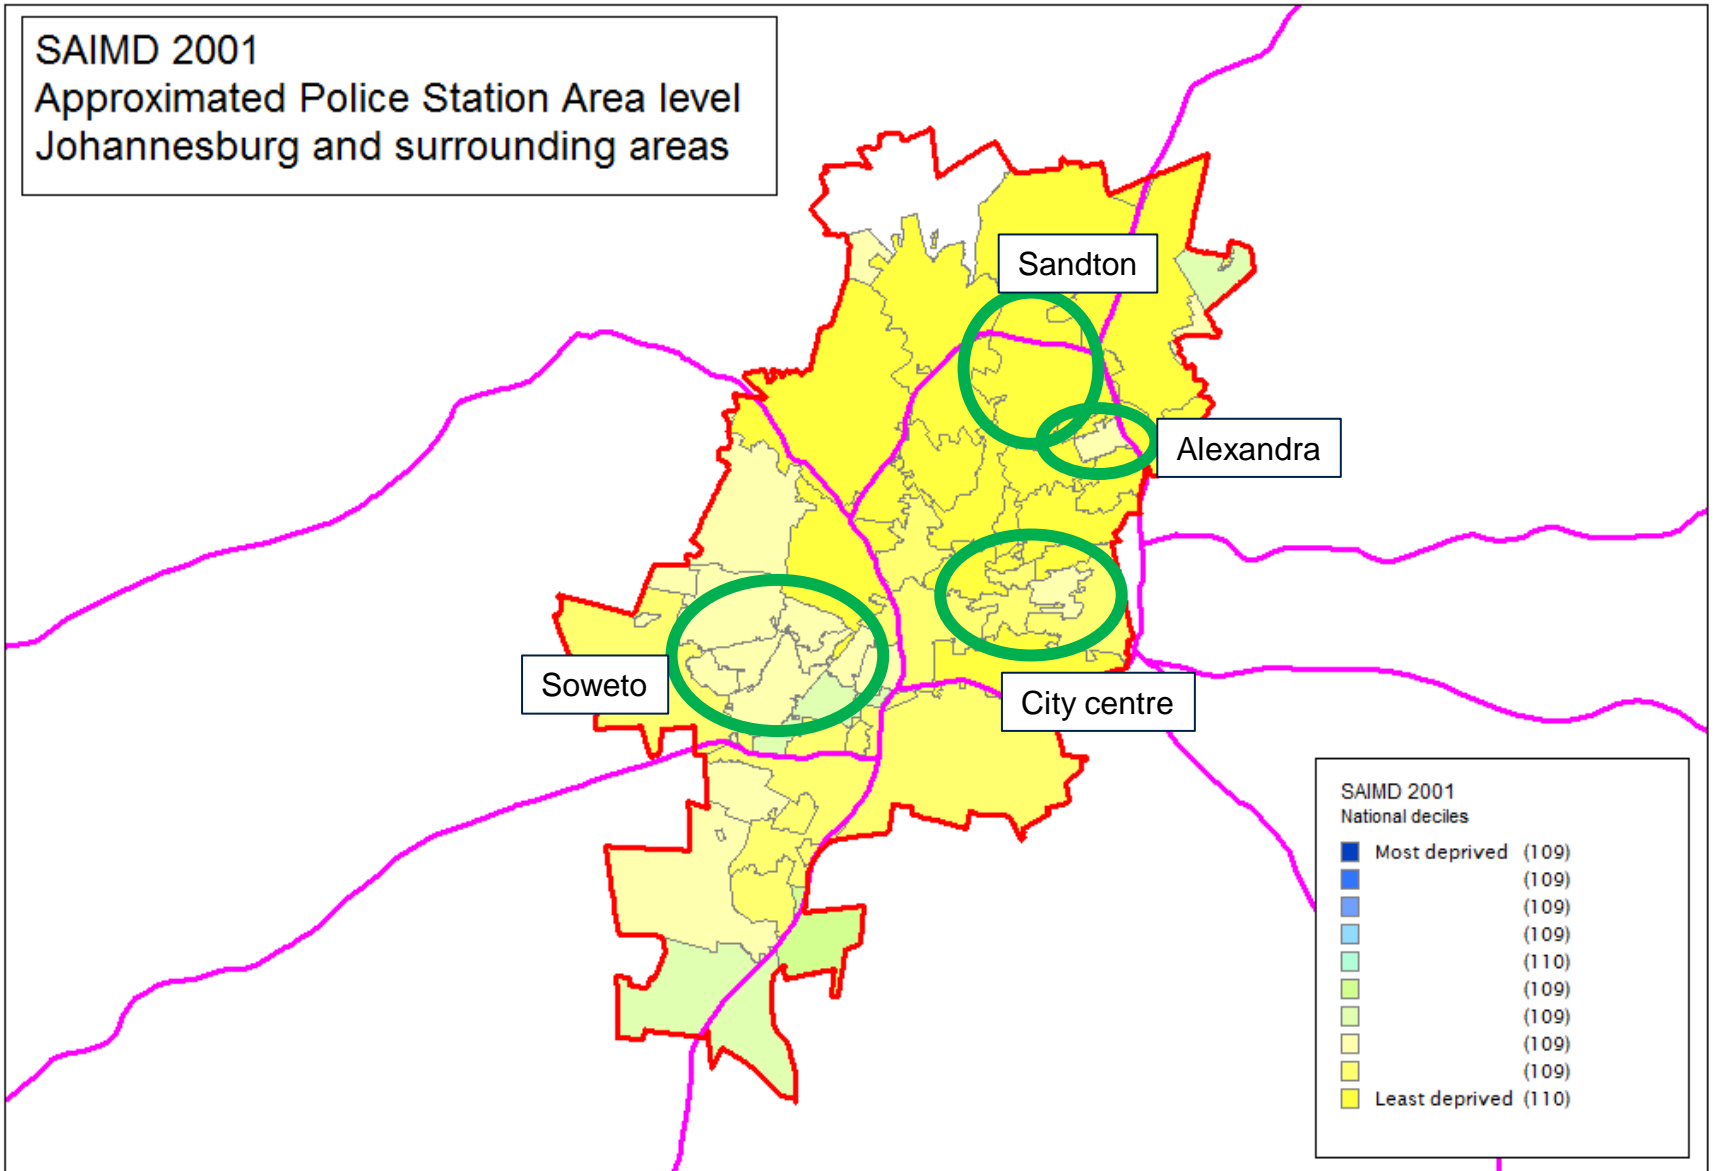 SAIMD 2001
Approximated Police Station Area level
Johannesburg and surrounding areas
Sandton
Alexandra
Soweto
City centre
SAIMD 2001
National deciles
Most deprived (109)
(109)
(109)
(109)
(110)
(109)
(109)
(109)
(109)
Least deprived (110)